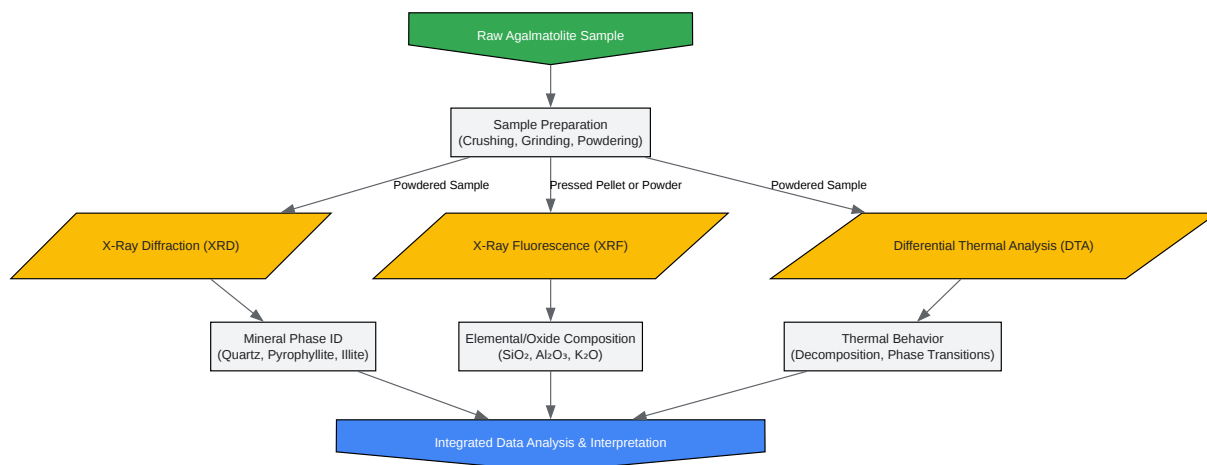 Raw Agalmatolite Sample
Sample Preparation
(Crushing, Grinding, Powdering)
Powdered Sample
Pressed Pellet or Powder
Powdered Sample
X-Ray Diffraction (XRD)
X-Ray Fluorescence (XRF)
Differential Thermal Analysis (DTA)
Mineral Phase ID
(Quartz, Pyrophyllite, Illite)
Elemental/Oxide Composition
(SiO₂, Al₂O₃, K₂O)
Thermal Behavior
(Decomposition, Phase Transitions)
Integrated Data Analysis & Interpretation